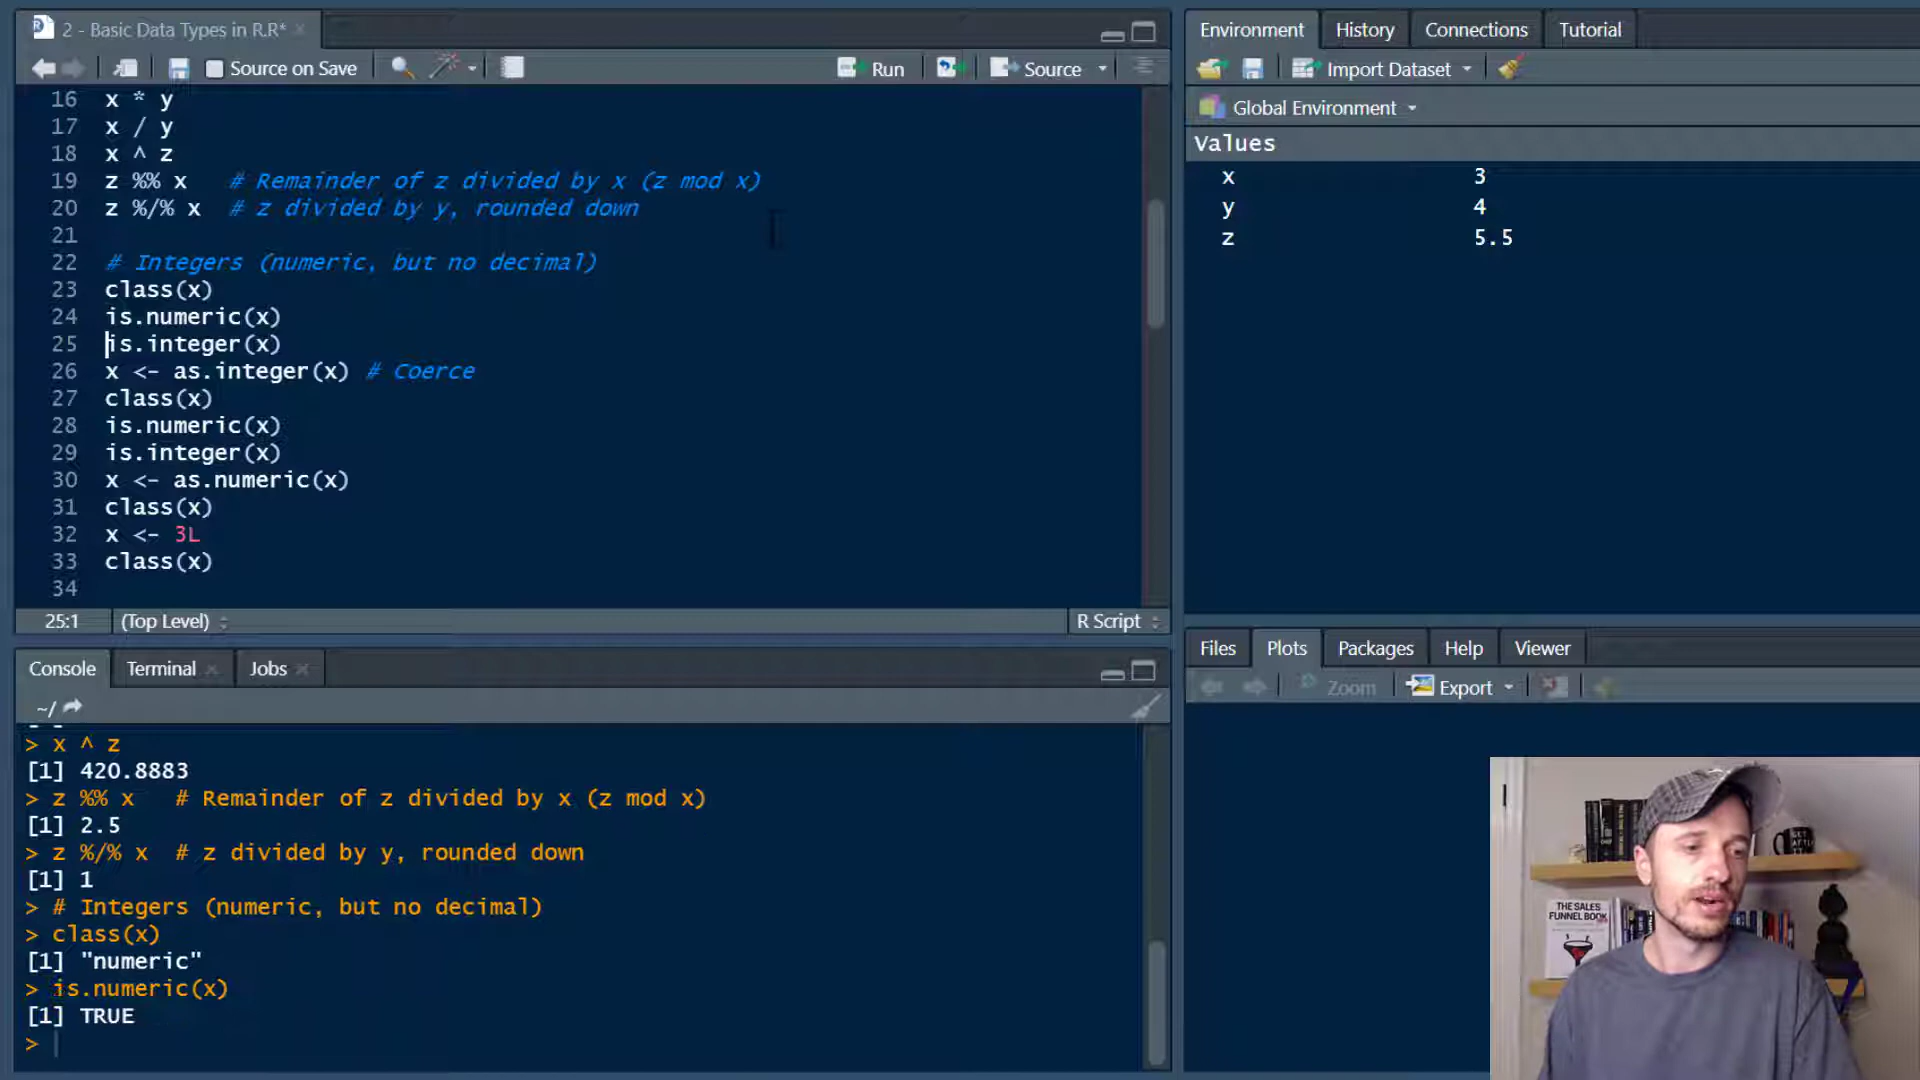 2 - Basic Data Types in R.R*
Source on Save
Run
Source
16 x * y
17 x / y
18 x ^ z
19 z %% x # Remainder of z divided by x (z mod x)
20 z %/% x # z divided by y, rounded down
21
22 # Integers (numeric, but no decimal)
23 class(x)
24 is.numeric(x)
25 is.integer(x)
26 x <- as.integer(x) # Coerce
27 class(x)
28 is.numeric(x)
29 is.integer(x)
30 x <- as.numeric(x)
31 class(x)
32 x <- 3L
33 class(x)
34
25:1 (Top Level) R Script
Console Terminal Jobs
~/
> x ^ z
[1] 420.8883
> z %% x # Remainder of z divided by x (z mod x)
[1] 2.5
> z %/% x # z divided by y, rounded down
[1] 1
> # Integers (numeric, but no decimal)
> class(x)
[1] "numeric"
> is.numeric(x)
[1] TRUE
>
Environment History Connections Tutorial
Import Dataset
Global Environment
Values
x 3
y 4
z 5.5
Files Plots Packages Help Viewer
Zoom Export
THE SALES
FUNNEL BOOK